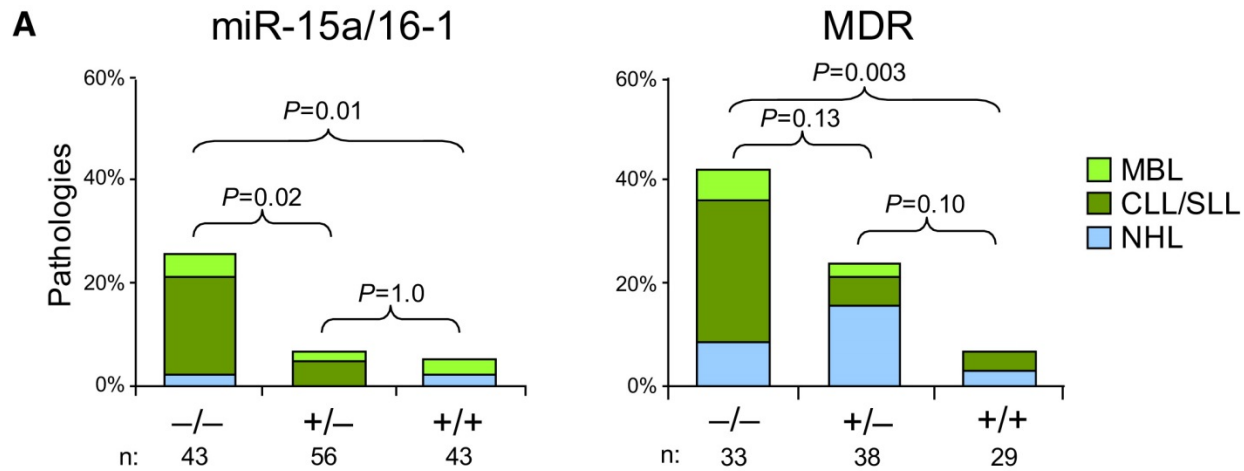 A
miR-15a/16-1
MDR
Pathologies
60%
40%
20%
0%
P=0.01
P=0.02
P=1.0
–/–
+/–
+/+
n: 43 56 43
60%
40%
20%
0%
P=0.003
P=0.13
P=0.10
–/–
+/–
+/+
n: 33 38 29
MBL
CLL/SLL
NHL